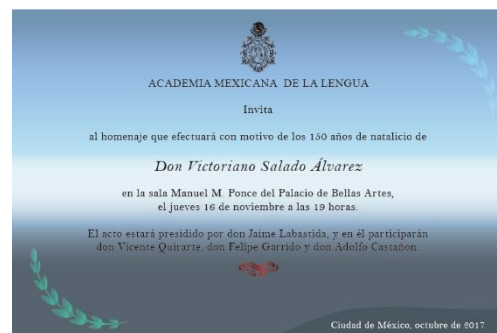 ACADEMIA MEXICANA DE LA LENGUA
Invita
al homenaje que efectuará con motivo de los 150 años de natalicio de
Don Victoriano Salado Álvarez
en la sala Manuel M. Ponce del Palacio de Bellas Artes,
el jueves 16 de noviembre a las 19 horas.
El acto estará presidido por don Jaime Labastida, y en él participarán
don Vicente Quirarte, don Felipe Garrido y don Adolfo Castañon.
Ciudad de México, octubre de 2017